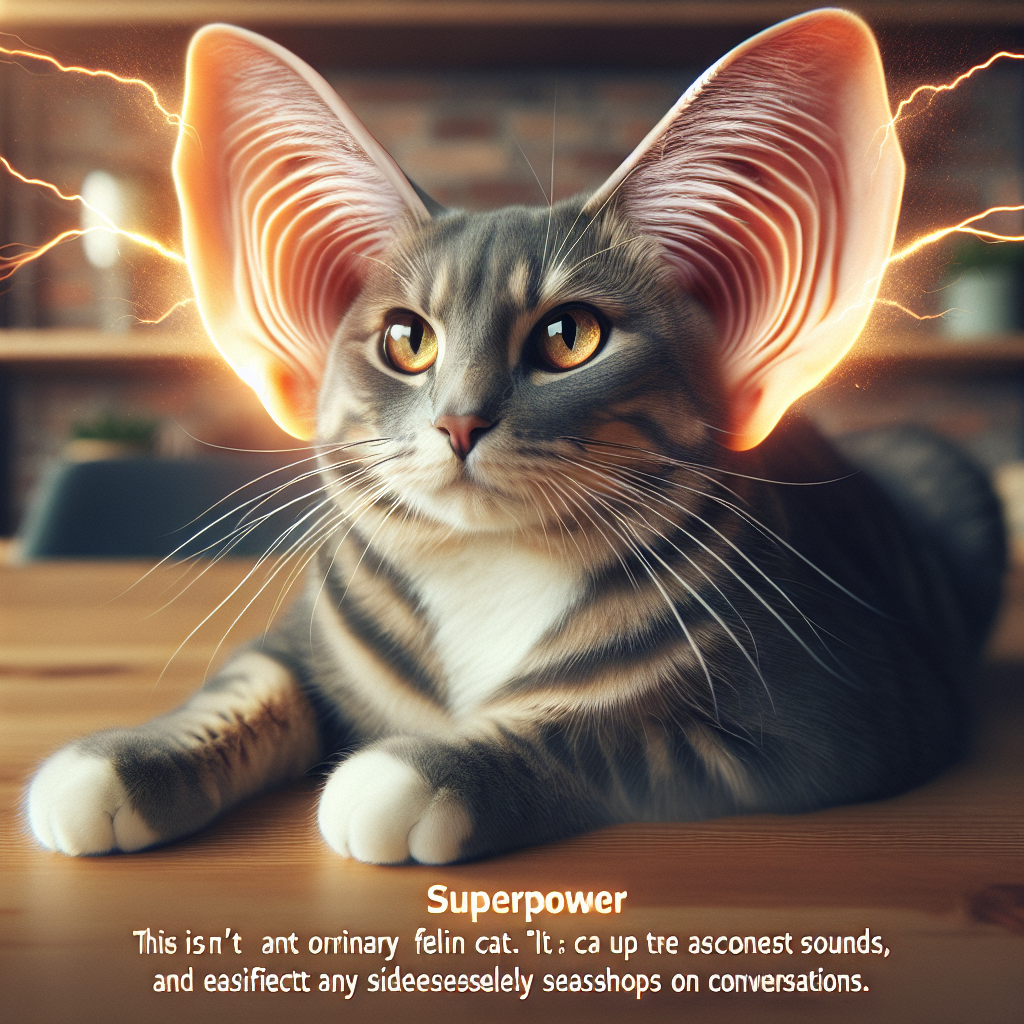 Superpower
This isn't ant orrinary felin cat. "It : ca up tre asconest sounds,
and easifiectt any sideesesselely seasshops on conversations.